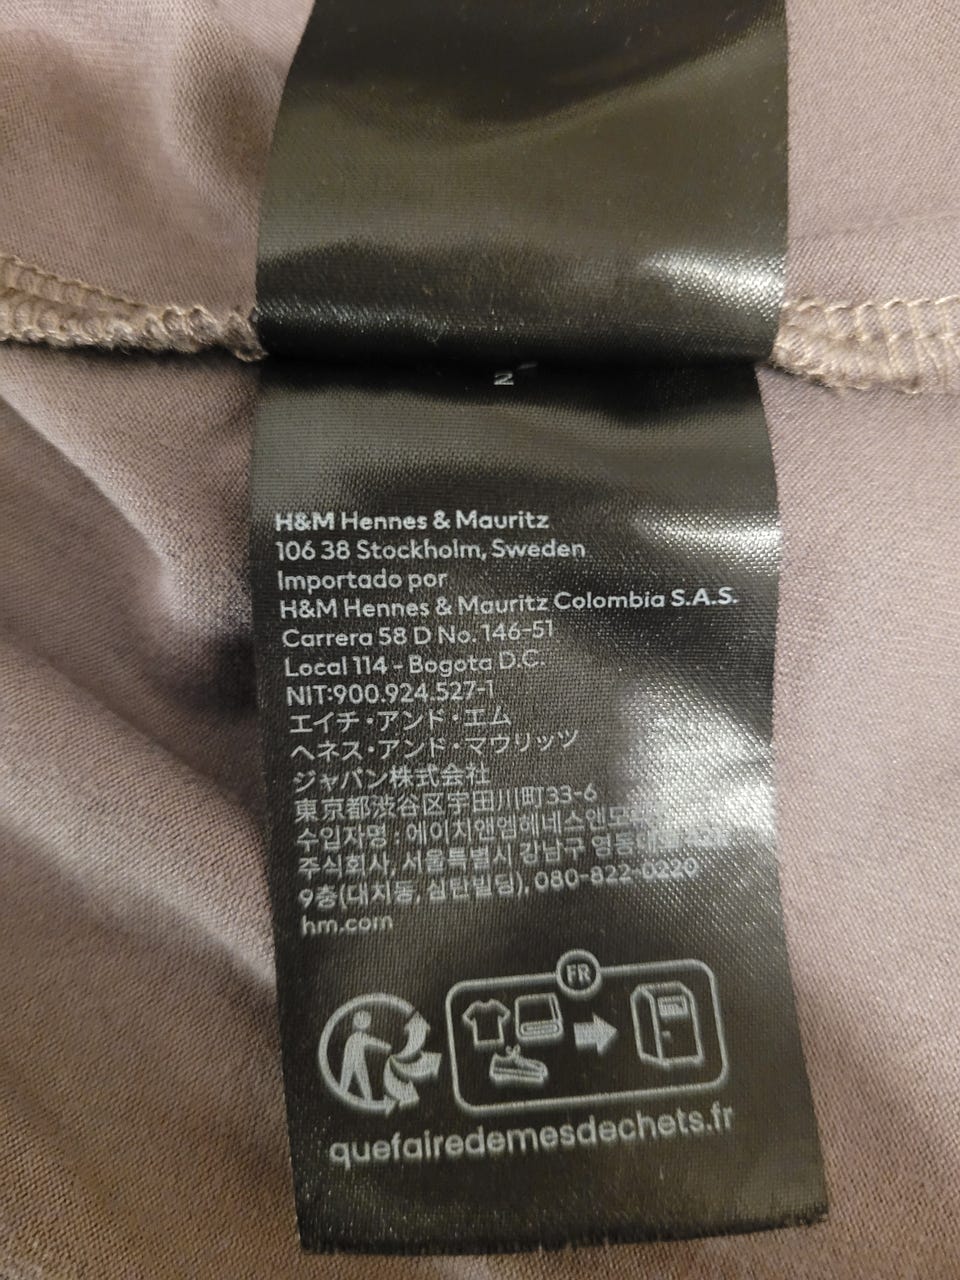 2
H&M Hennes & Mauritz
106 38 Stockholm, Sweden
Importado por
H&M Hennes & Mauritz Colombia S.A.S.
Carrera 58 D No. 146-51
Local 114 - Bogota D.C.
NIT:900.924.527-1
エイチ・アンド・エム
ヘネス・アンド・マウリッツ
ジャパン株式会社
東京都渋谷区宇田川町33-6
수입자명 : 에이치앤엠헤네스앤모
주식회사, 서울특별시 강남구
9층(대치동, 삼탄빌딩), 080-822-0220
hm.com
FR
quefairedemesdechets.fr